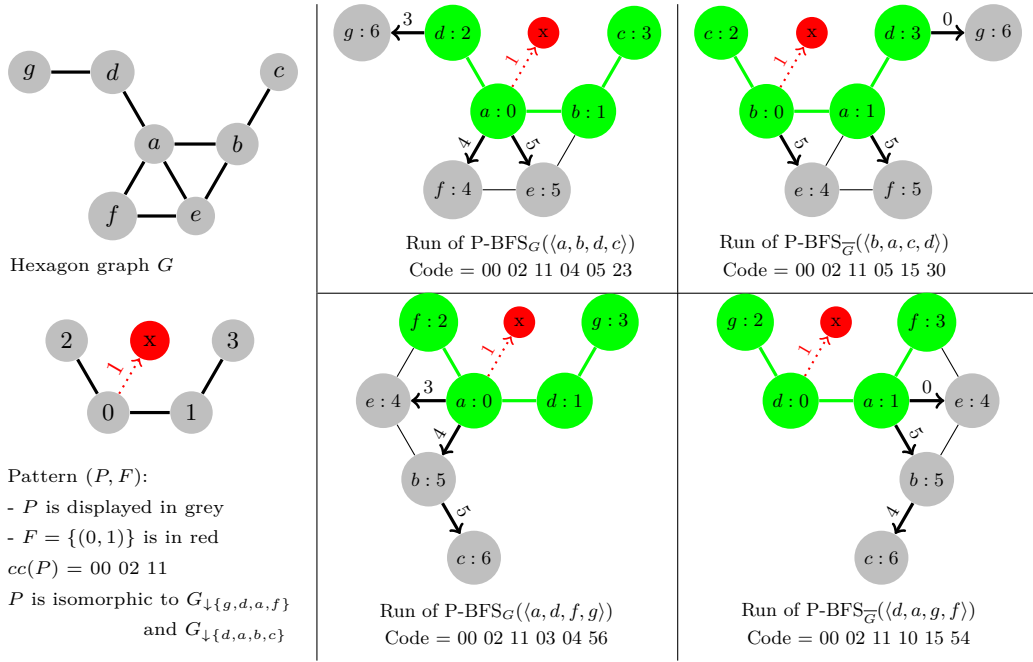 g
d
c
a
b
f
e
Hexagon graph G
2
x
3
1
0
1
Pattern (P, F):
- P is displayed in grey
- F = {(0, 1)} is in red
cc(P) = 00 02 11
P is isomorphic to G↓{g,d,a,f}
and G↓{d,a,b,c}
g : 6
3
d : 2
x
c : 3
1
a : 0
b : 1
4
5
f : 4
e : 5
Run of P-BFS_G(⟨a, b, d, c⟩)
Code = 00 02 11 04 05 23
c : 2
x
d : 3
0
g : 6
1
b : 0
a : 1
5
5
e : 4
f : 5
Run of P-BFS_G̅(⟨b, a, c, d⟩)
Code = 00 02 11 05 15 30
f : 2
x
g : 3
1
e : 4
3
a : 0
d : 1
4
b : 5
5
c : 6
Run of P-BFS_G(⟨a, d, f, g⟩)
Code = 00 02 11 03 04 56
g : 2
x
f : 3
1
d : 0
a : 1
0
e : 4
5
b : 5
4
c : 6
Run of P-BFS_G̅(⟨d, a, g, f⟩)
Code = 00 02 11 10 15 54